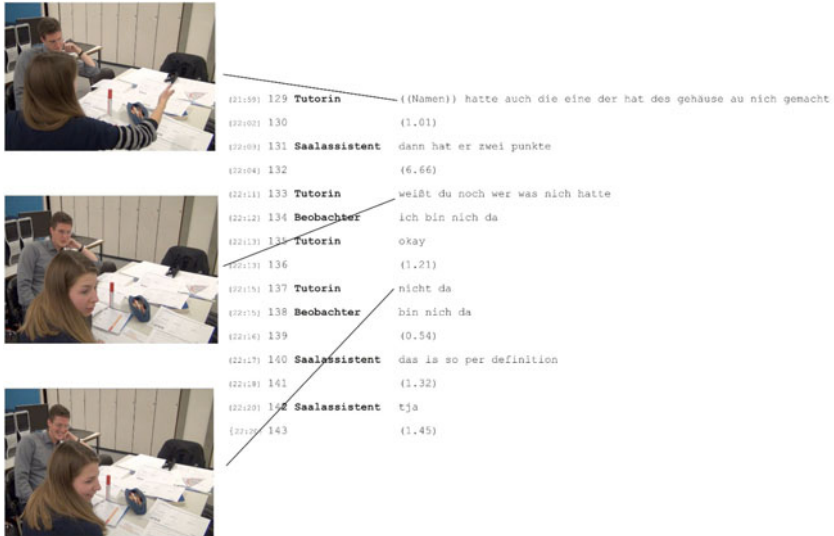 (21:59) 129 Tutorin ((Namen)) hatte auch die eine der hat des gehäuse au nich gemacht
(22:02) 130 (1.01)
(22:03) 131 Saalassistent dann hat er zwei punkte
(22:04) 132 (6.66)
(22:11) 133 Tutorin weißt du noch wer was nich hatte
(22:12) 134 Beobachter ich bin nich da
(22:13) 135 Tutorin okay
(22:13) 136 (1.21)
(22:15) 137 Tutorin nicht da
(22:15) 138 Beobachter bin nich da
(22:16) 139 (0.54)
(22:17) 140 Saalassistent das is so per definition
(22:18) 141 (1.32)
(22:20) 142 Saalassistent tja
143 (1.45)